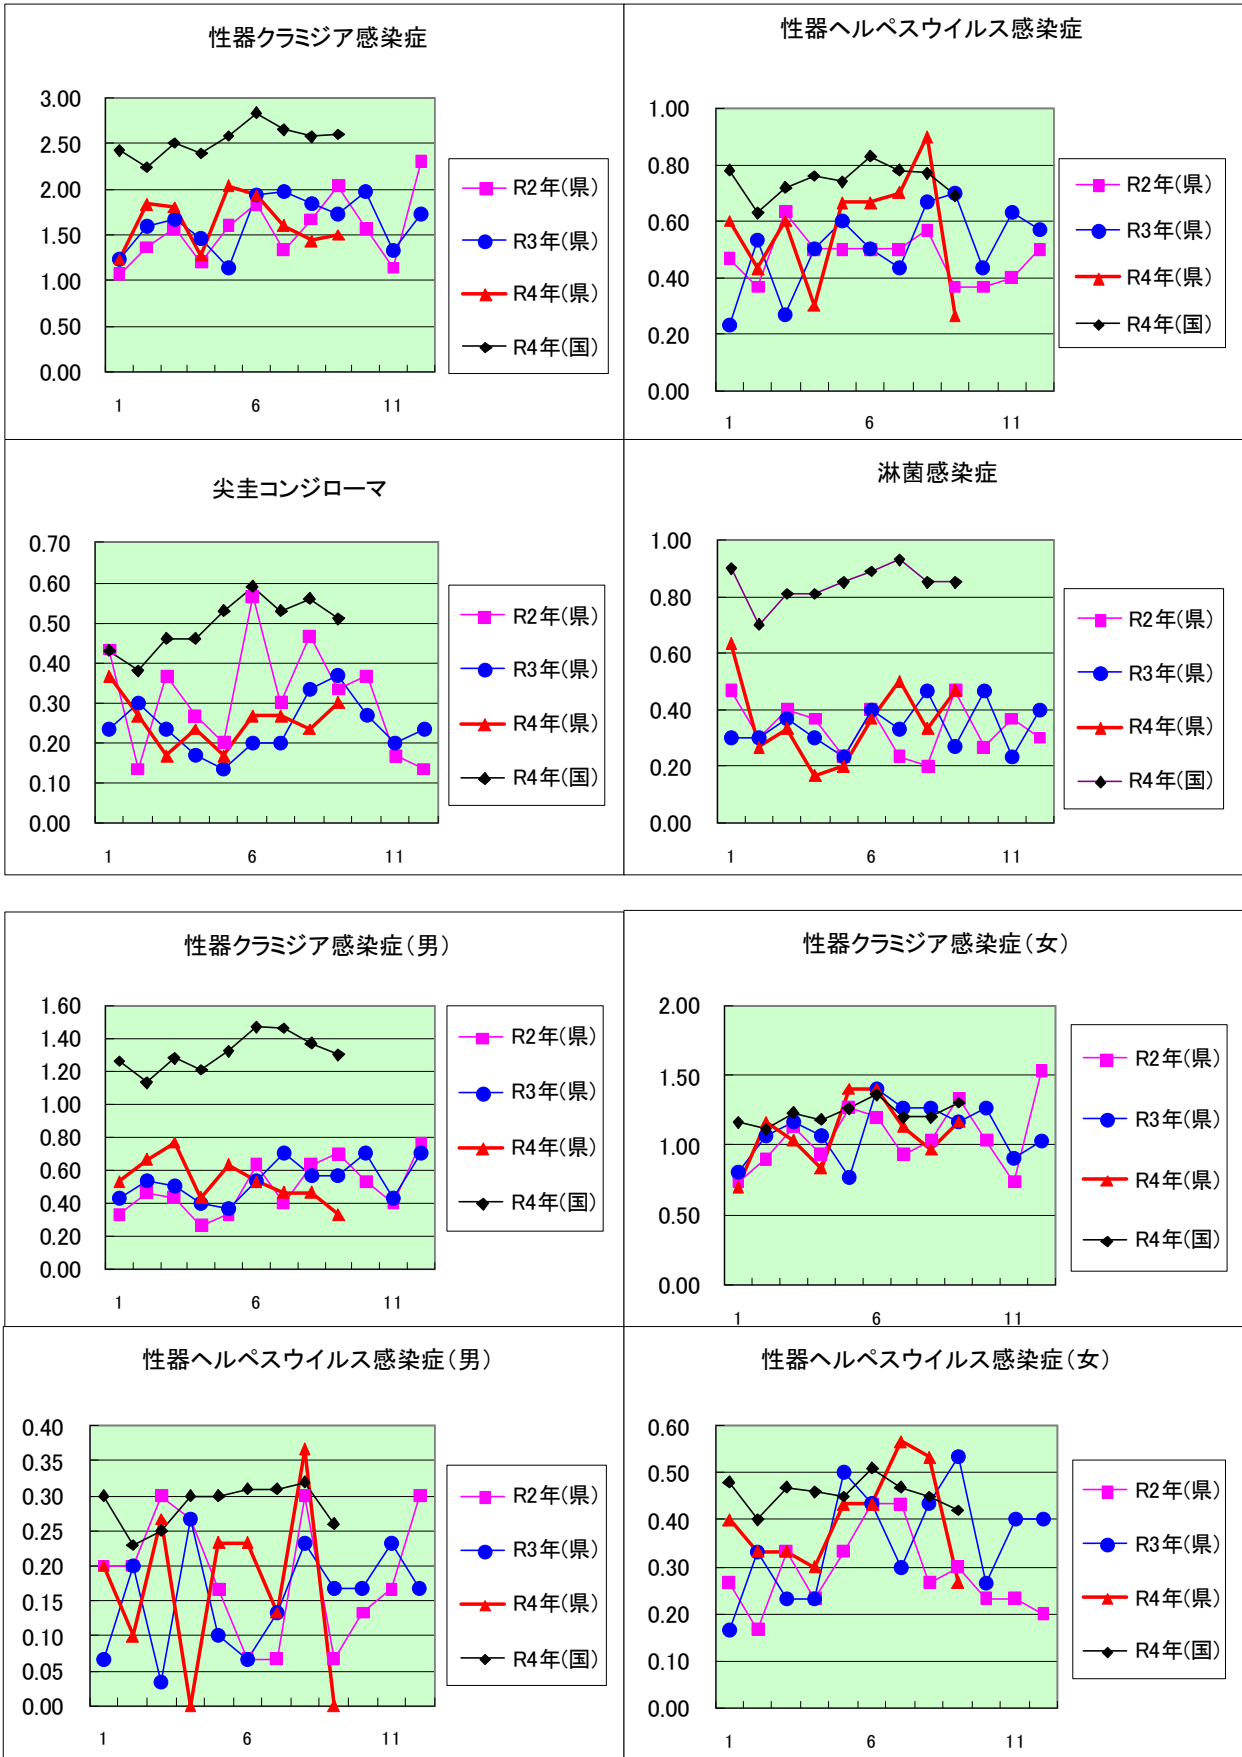 性器クラミジア感染症
3.00
2.50
2.00
1.50
1.00
0.50
0.00
1 6 11
R2年(県)
R3年(県)
R4年(県)
R4年(国)
性器ヘルペスウイルス感染症
1.00
0.80
0.60
0.40
0.20
0.00
1 6 11
R2年(県)
R3年(県)
R4年(県)
R4年(国)
尖圭コンジローマ
0.70
0.60
0.50
0.40
0.30
0.20
0.10
0.00
1 6 11
R2年(県)
R3年(県)
R4年(県)
R4年(国)
淋菌感染症
1.00
0.80
0.60
0.40
0.20
0.00
1 6 11
R2年(県)
R3年(県)
R4年(県)
R4年(国)
性器クラミジア感染症(男)
1.60
1.40
1.20
1.00
0.80
0.60
0.40
0.20
0.00
1 6 11
R2年(県)
R3年(県)
R4年(県)
R4年(国)
性器クラミジア感染症(女)
2.00
1.50
1.00
0.50
0.00
1 6 11
R2年(県)
R3年(県)
R4年(県)
R4年(国)
性器ヘルペスウイルス感染症(男)
0.40
0.35
0.30
0.25
0.20
0.15
0.10
0.05
0.00
1 6 11
R2年(県)
R3年(県)
R4年(県)
R4年(国)
性器ヘルペスウイルス感染症(女)
0.60
0.50
0.40
0.30
0.20
0.10
0.00
1 6 11
R2年(県)
R3年(県)
R4年(県)
R4年(国)